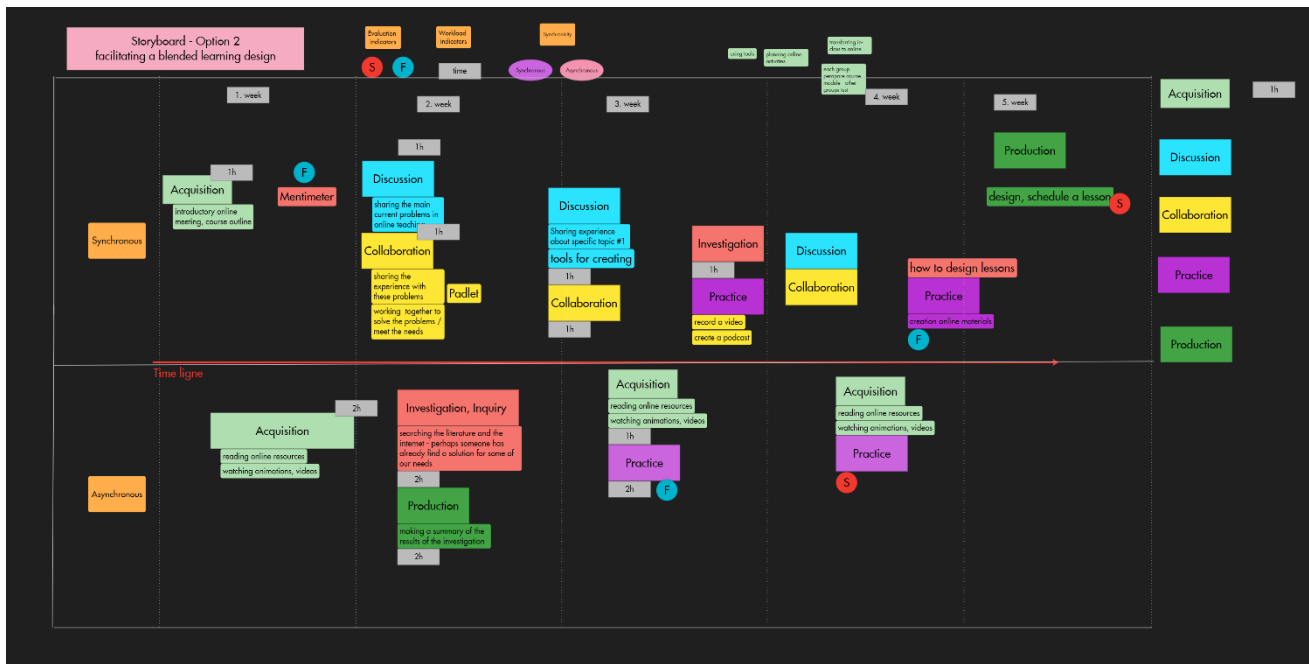 Storyboard - Option 2
facilitating a blended learning design
Evaluation
indicators
Workload
indicators
Synchronicity
S
F
time
Synchronous
Asynchronous
using tools
planning online
activities
transferring in-
class to online
each group
perapare course
module - other
groups test
1. week
2. week
3. week
4. week
5. week
Acquisition
1h
Discussion
Collaboration
Practice
Production
Synchronous
1h
Acquisition
introductory online
meeting, course outline
F
Mentimeter
1h
Discussion
sharing the main
current problems in
online teaching
1h
Collaboration
sharing the
experience with
these problems
Padlet
working together to
solve the problems /
meet the needs
Discussion
Sharing experience
about specific topic #1
tools for creating
1h
Collaboration
1h
Investigation
1h
Practice
record a video
create a podcast
Discussion
Collaboration
how to design lessons
Practice
creation online materials
F
Production
design, schedule a lesson
S
Time ligne
Asynchronous
2h
Acquisition
reading online resources
watching animations, videos
Investigation, Inquiry
searching the literature and the
internet - perhaps someone has
already find a solution for some of
our needs
2h
Production
making a summary of the
results of the investigation
2h
Acquisition
reading online resources
watching animations, videos
1h
Practice
2h
F
Acquisition
reading online resources
watching animations, videos
Practice
S